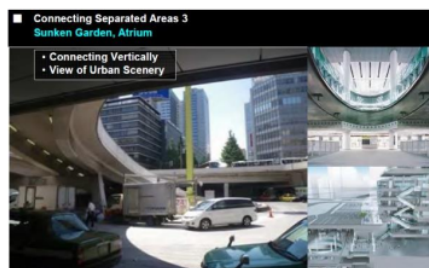 Connecting Separated Areas 3
Sunken Garden, Atrium
• Connecting Vertically
• View of Urban Scenery